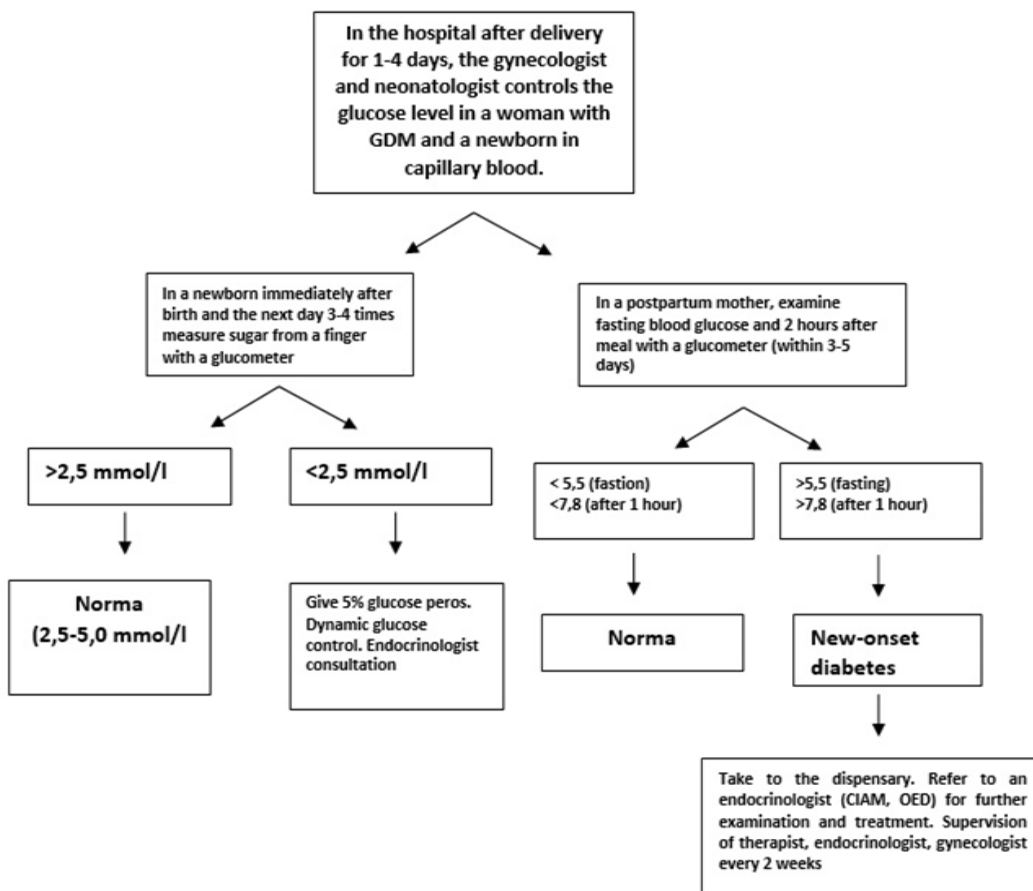 In the hospital after delivery
for 1-4 days, the gynecologist
and neonatologist controls the
glucose level in a woman with
GDM and a newborn in
capillary blood.
In a newborn immediately after
birth and the next day 3-4 times
measure sugar from a finger
with a glucometer
In a postpartum mother, examine
fasting blood glucose and 2 hours after
meal with a glucometer (within 3-5
days)
>2,5 mmol/l
<2,5 mmol/l
< 5,5 (fastion)
<7,8 (after 1 hour)
>5,5 (fasting)
>7,8 (after 1 hour)
Norma
(2,5-5,0 mmol/l
Give 5% glucose peros.
Dynamic glucose
control. Endocrinologist
consultation
Norma
New-onset
diabetes
Take to the dispensary. Refer to an
endocrinologist (CIAM, OED) for further
examination and treatment. Supervision
of therapist, endocrinologist, gynecologist
every 2 weeks